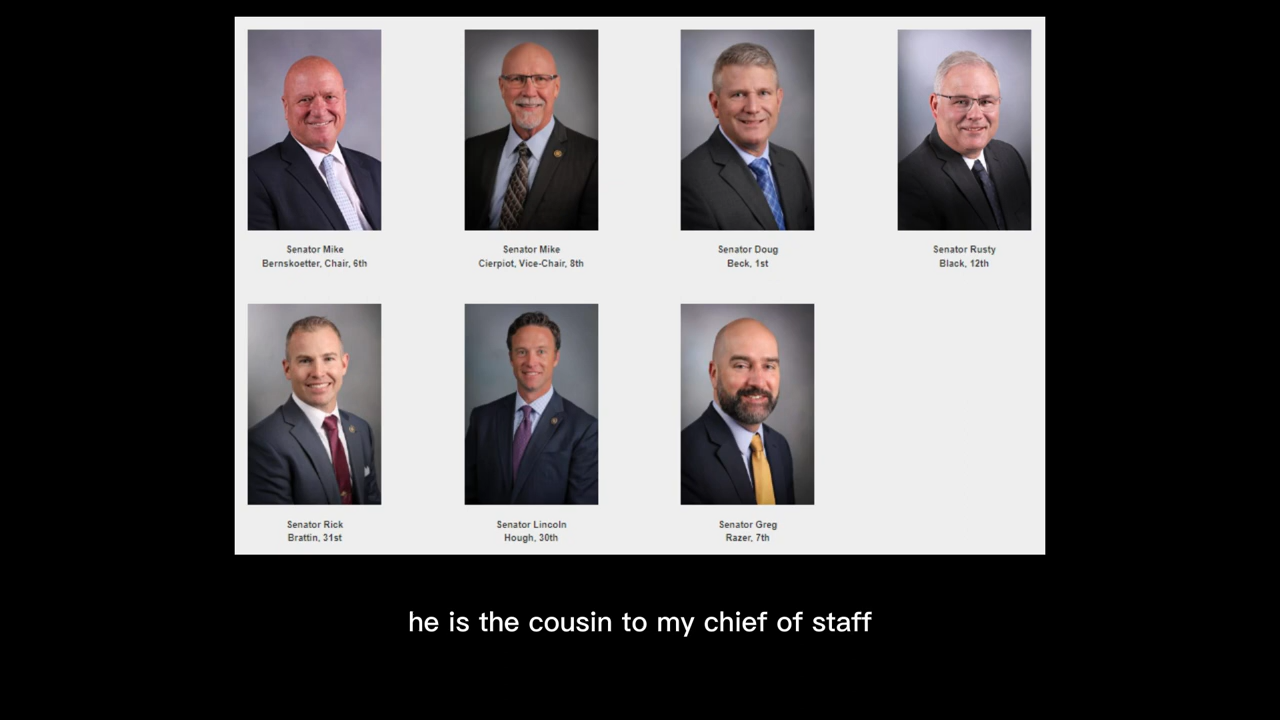 Senator Mike
Bernskoetter, Chair, 6th
Senator Mike
Cierpiot, Vice-Chair, 8th
Senator Doug
Beck, 1st
Senator Rusty
Black, 12th
Senator Rick
Brattin, 31st
Senator Lincoln
Hough, 30th
Senator Greg
Razer, 7th
he is the cousin to my chief of staff